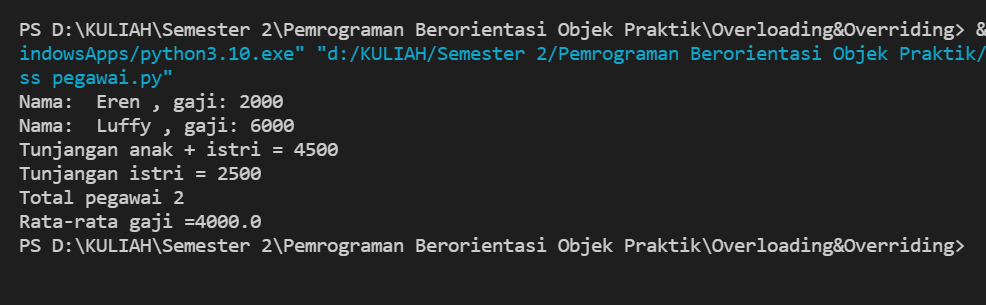 PS D:\KULIAH\Semester 2\Pemrograman Berorientasi Objek Praktik\Overloading&Overriding> &
indowsApps/python3.10.exe" "d:/KULIAH/Semester 2/Pemrograman Berorientasi Objek Praktik/
ss pegawai.py"
Nama:  Eren , gaji: 2000
Nama:  Luffy , gaji: 6000
Tunjangan anak + istri = 4500
Tunjangan istri = 2500
Total pegawai 2
Rata-rata gaji =4000.0
PS D:\KULIAH\Semester 2\Pemrograman Berorientasi Objek Praktik\Overloading&Overriding>